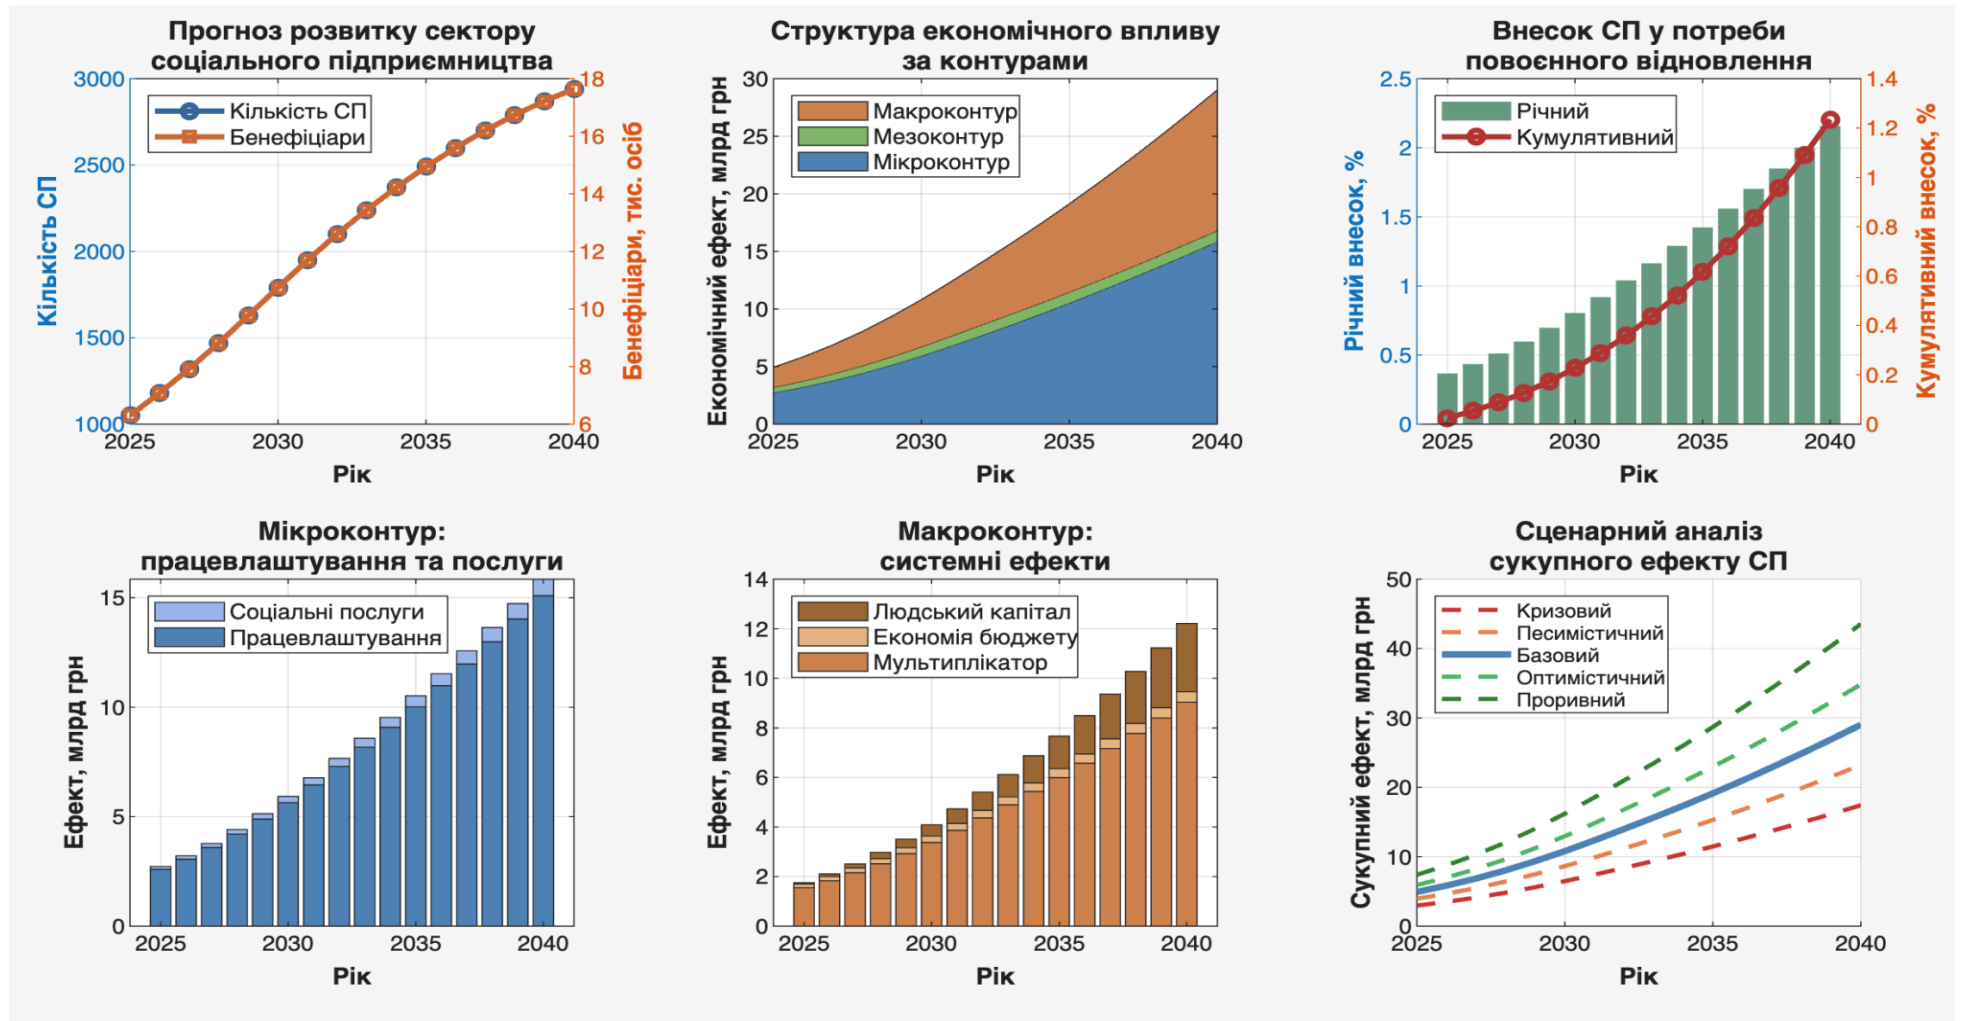 Прогноз розвитку сектору
соціального підприємництва
3000
2500
2000
1500
1000
Кількість СП
Кількість СП
Бенефіціари
18
16
14
12
10
8
6
Бенефіціари, тис. осіб
2025
2030
2035
2040
Рік
Структура економічного впливу
за контурами
30
25
20
15
10
5
0
Економічний ефект, млрд грн
Макроконтур
Мезоконтур
Мікроконтур
2025
2030
2035
2040
Рік
Внесок СП у потреби
повоєнного відновлення
2.5
2
1.5
1
0.5
0
Річний внесок, %
Річний
Кумулятивний
1.4
1.2
1
0.8
0.6
0.4
0.2
0
Кумулятивний внесок, %
2025
2030
2035
2040
Рік
Мікроконтур:
працевлаштування та послуги
15
10
5
0
Ефект, млрд грн
Соціальні послуги
Працевлаштування
2025
2030
2035
2040
Рік
Макроконтур:
системні ефекти
14
12
10
8
6
4
2
0
Ефект, млрд грн
Людський капітал
Економія бюджету
Мультиплікатор
2025
2030
2035
2040
Рік
Сценарний аналіз
сукупного ефекту СП
50
40
30
20
10
0
Сукупний ефект, млрд грн
Кризовий
Песимістичний
Базовий
Оптимістичний
Проривний
2025
2030
2035
2040
Рік